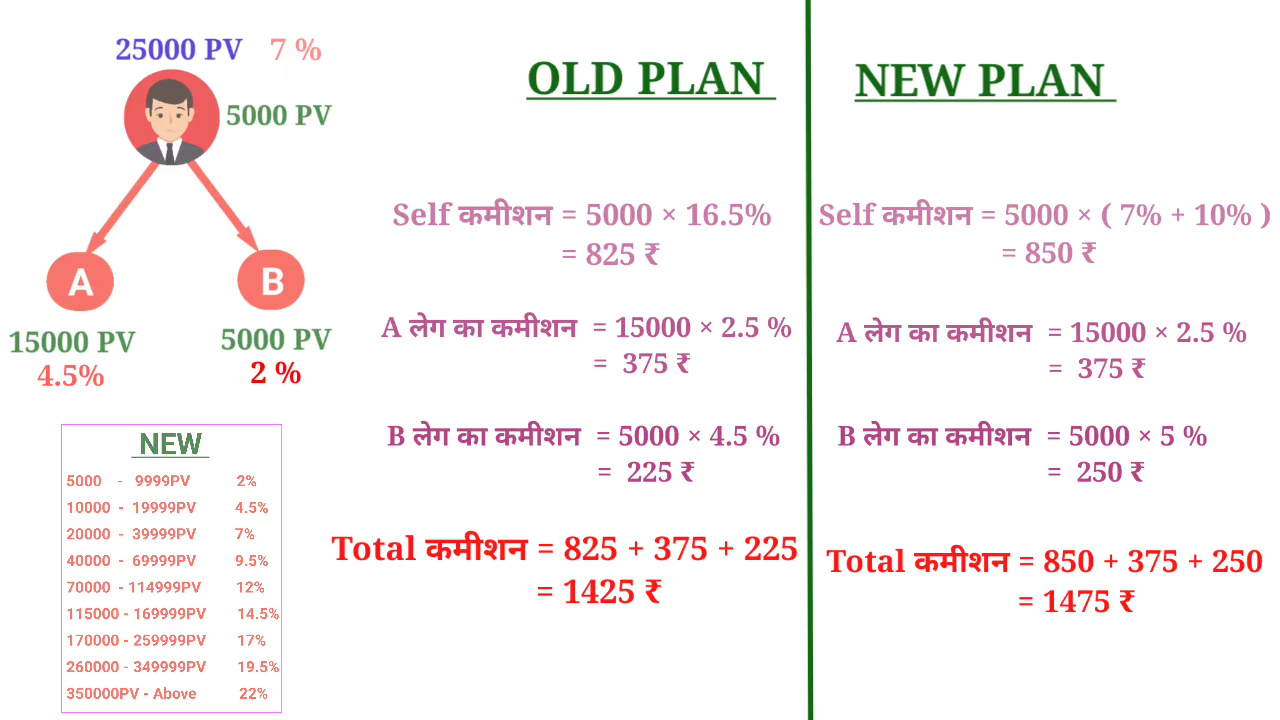 25000 PV 7 %
5000 PV
A
B
15000 PV
4.5%
5000 PV
2 %
NEW
5000 - 9999PV 2%
10000 - 19999PV 4.5%
20000 - 39999PV 7%
40000 - 69999PV 9.5%
70000 - 114999PV 12%
115000 - 169999PV 14.5%
170000 - 259999PV 17%
260000 - 349999PV 19.5%
350000PV - Above 22%
OLD PLAN
Self कमीशन = 5000 × 16.5%
= 825 ₹
A लेग का कमीशन = 15000 × 2.5 %
= 375 ₹
B लेग का कमीशन = 5000 × 4.5 %
= 225 ₹
Total कमीशन = 825 + 375 + 225
= 1425 ₹
NEW PLAN
Self कमीशन = 5000 × ( 7% + 10% )
= 850 ₹
A लेग का कमीशन = 15000 × 2.5 %
= 375 ₹
B लेग का कमीशन = 5000 × 5 %
= 250 ₹
Total कमीशन = 850 + 375 + 250
= 1475 ₹